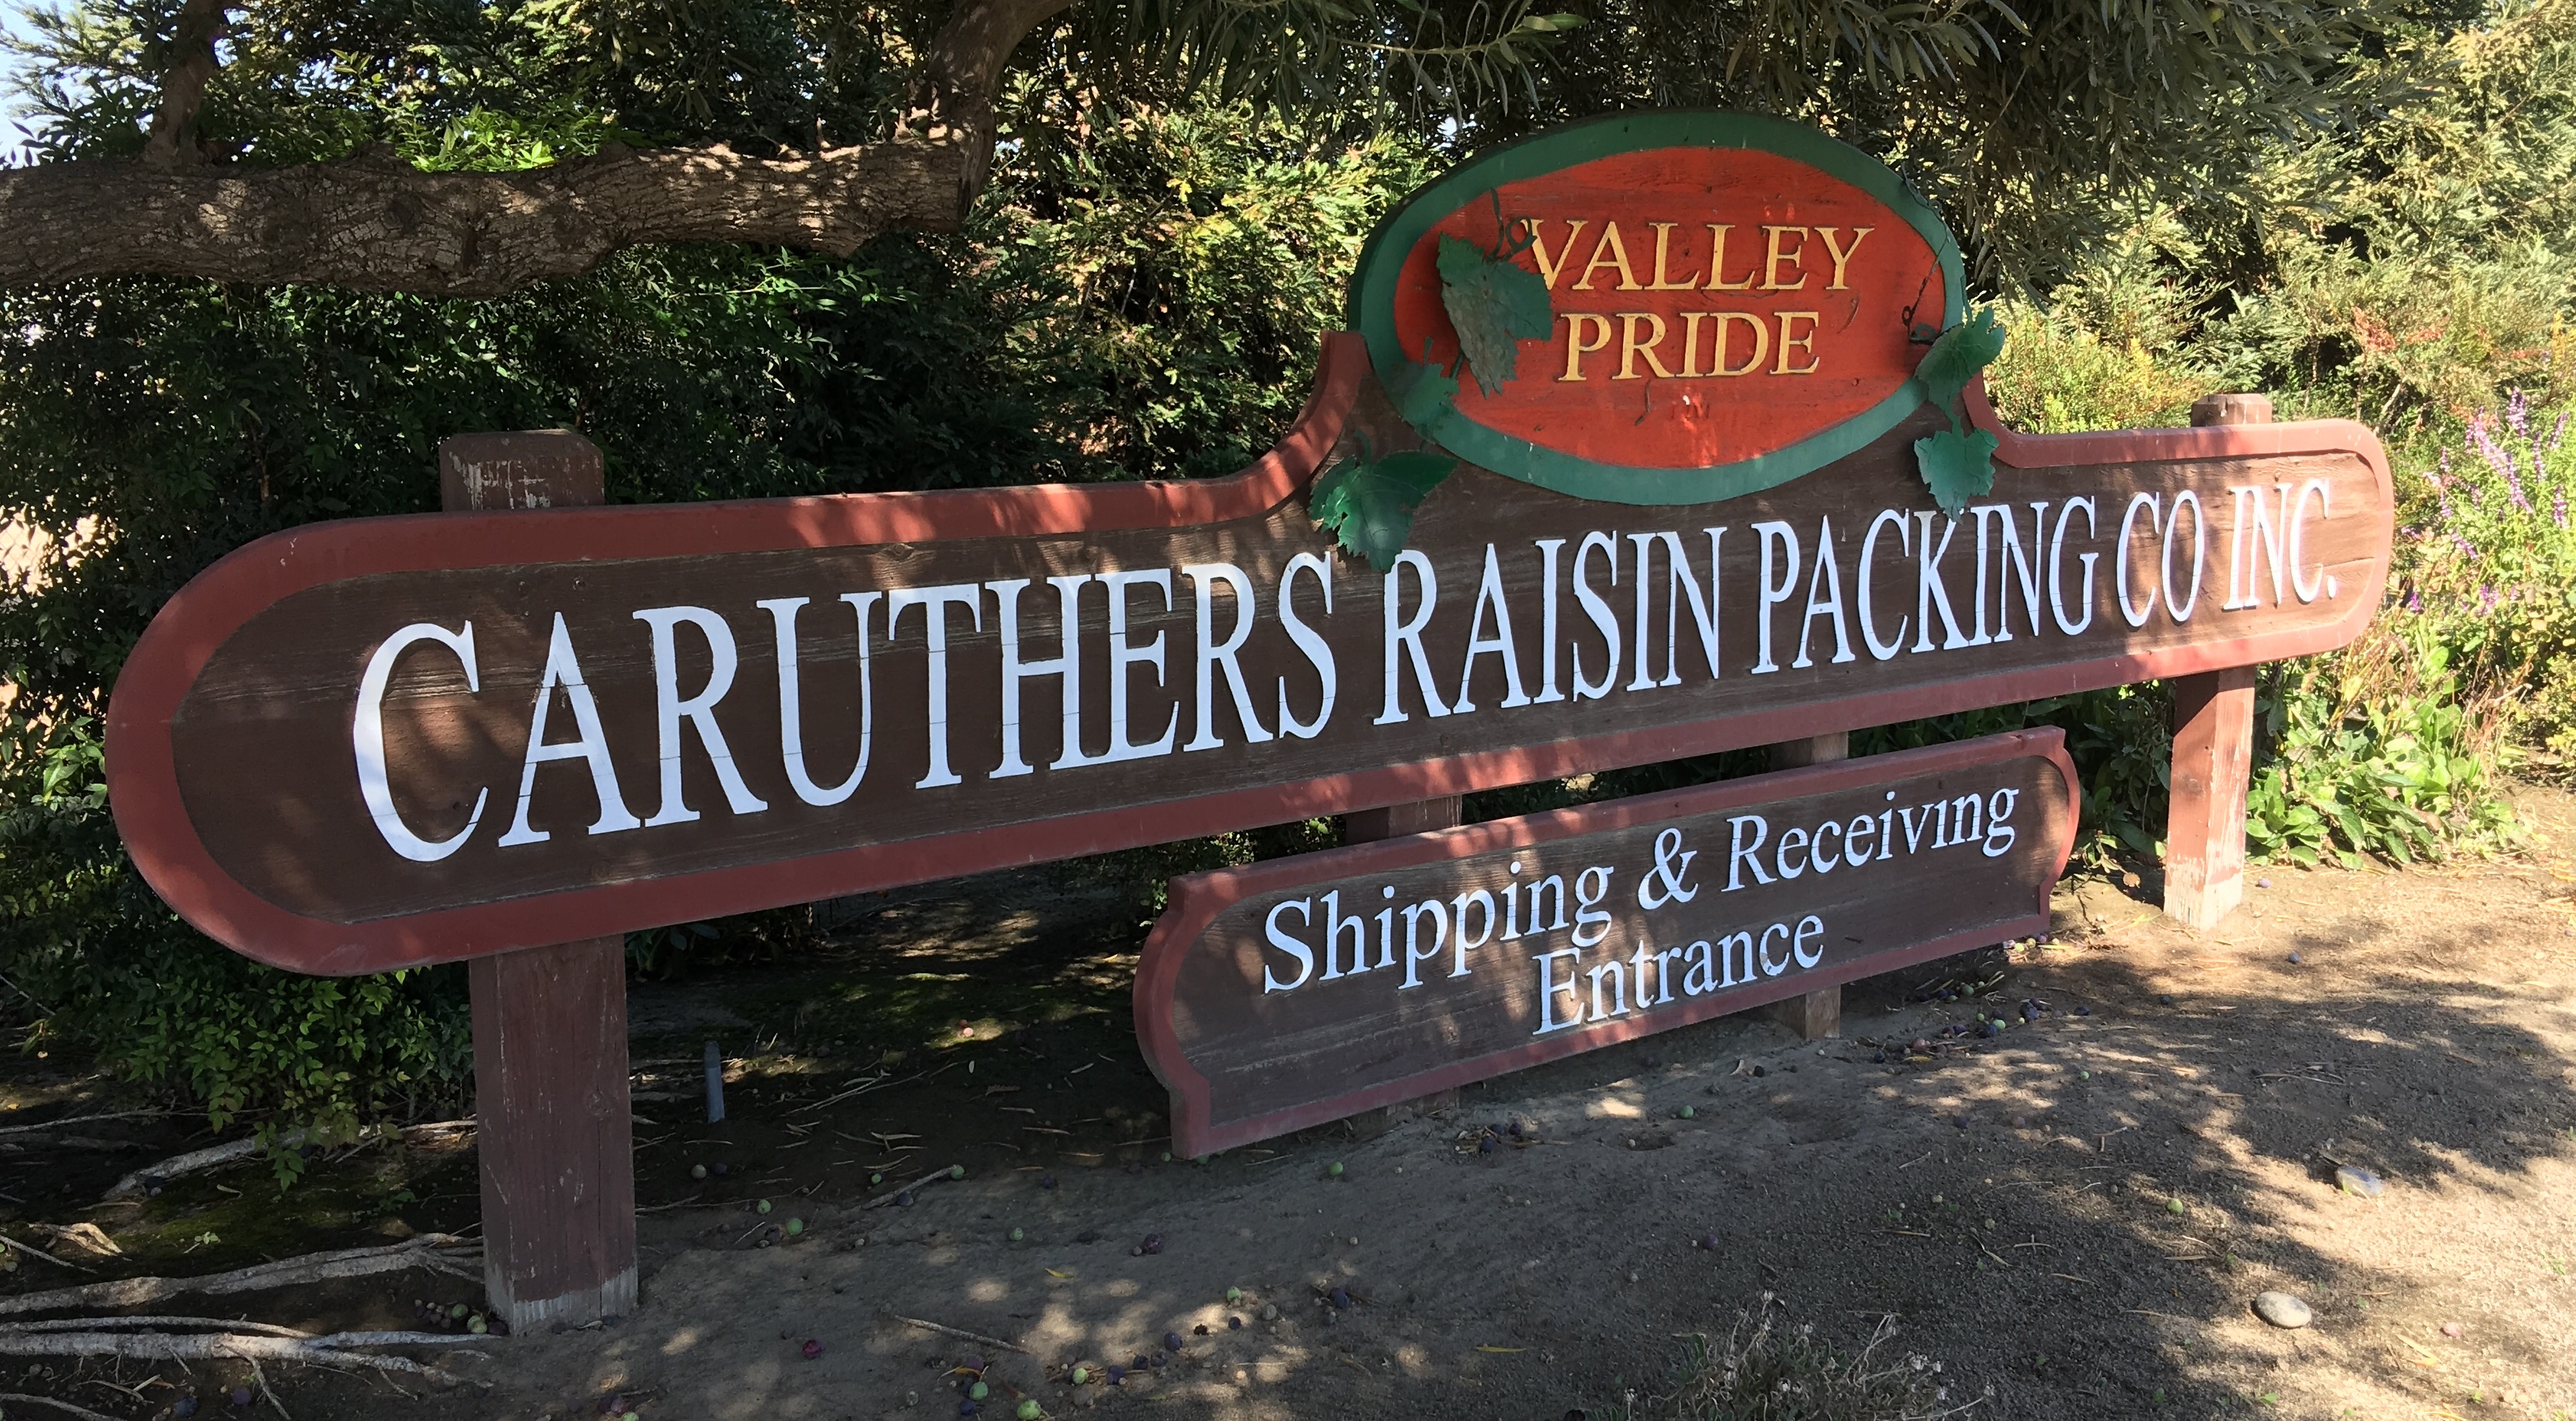 VALLEY
PRIDE
CARUTHERS RAISIN PACKING CO INC.
Shipping & Receiving
Entrance